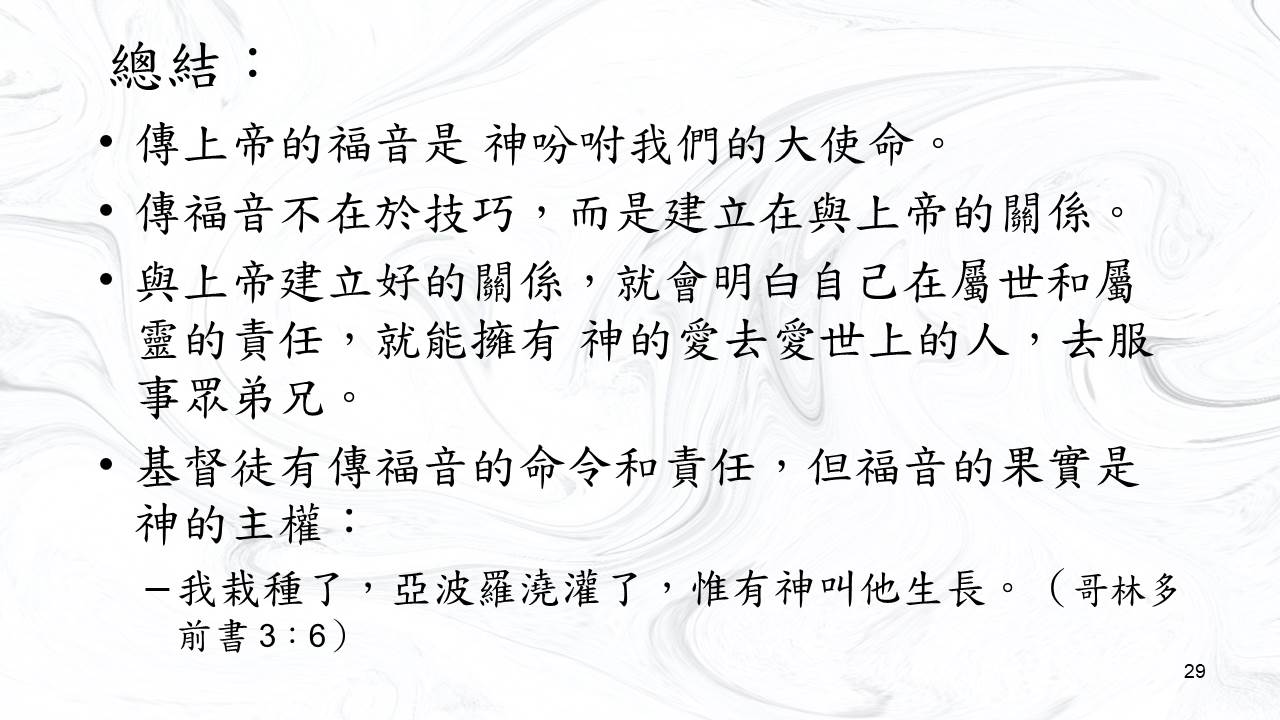 總結：
• 傳上帝的福音是 神吩咐我們的大使命。
• 傳福音不在於技巧，而是建立在與上帝的關係。
• 與上帝建立好的關係，就會明白自己在屬世和屬
靈的責任，就能擁有 神的愛去愛世上的人，去服
事眾弟兄。
• 基督徒有傳福音的命令和責任，但福音的果實是
神的主權：
–我栽種了，亞波羅澆灌了，惟有神叫他生長。（哥林多
前書 3：6）
29